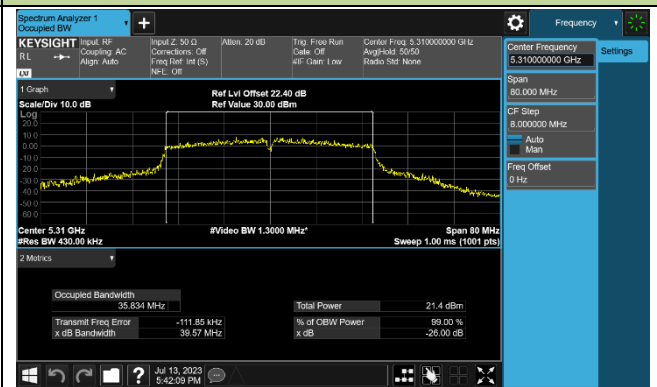 Spectrum Analyzer 1
Occupied BW
Frequency
KEYSIGHT
RL
LXI
Input: RF
Coupling: AC
Align: Auto
Input Z: 50 Ω
Corrections: Off
Freq Ref: Int (S)
NFE: Off
Atten: 20 dB
Trig: Free Run
Gate: Off
#IF Gain: Low
Center Freq: 5.310000000 GHz
Avg|Hold: 50/50
Radio Std: None
Center Frequency
5.310000000 GHz
Settings
Span
80.000 MHz
CF Step
8.000000 MHz
Auto
Man
Freq Offset
0 Hz
1 Graph
Scale/Div 10.0 dB
Ref Lvl Offset 22.40 dB
Ref Value 30.00 dBm
Log
20.0
10.0
0.00
-10.0
-20.0
-30.0
-40.0
-50.0
-60.0
Center 5.31 GHz
#Res BW 430.00 kHz
#Video BW 1.3000 MHz*
Span 80 MHz
Sweep 1.00 ms (1001 pts)
2 Metrics
Occupied Bandwidth
35.834 MHz
Total Power 21.4 dBm
Transmit Freq Error -111.85 kHz
% of OBW Power 99.00 %
x dB Bandwidth 39.57 MHz
x dB -26.00 dB
?
Jul 13, 2023
5:42:09 PM